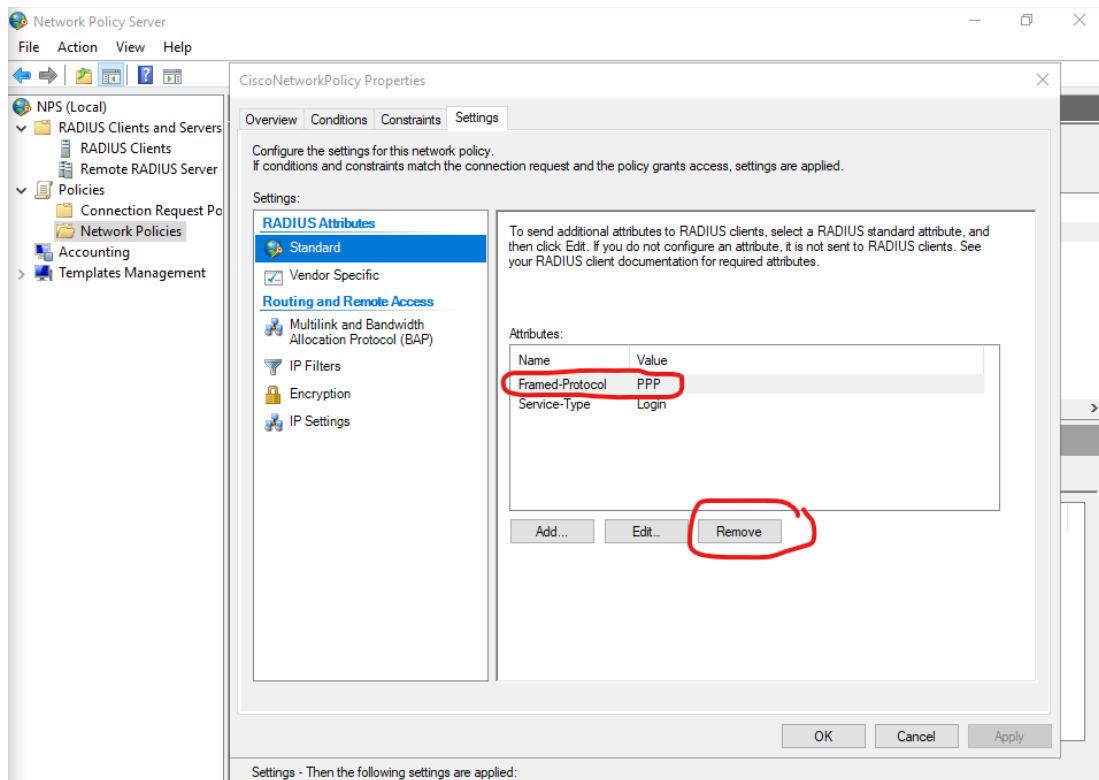 Network Policy Server
File Action View Help
CiscoNetworkPolicy Properties
NPS (Local)
RADIUS Clients and Servers
RADIUS Clients
Remote RADIUS Server
Policies
Connection Request Po
Network Policies
Accounting
Templates Management
Overview Conditions Constraints Settings
Configure the settings for this network policy.
If conditions and constraints match the connection request and the policy grants access, settings are applied.
Settings:
RADIUS Attributes
Standard
Vendor Specific
Routing and Remote Access
Multilink and Bandwidth
Allocation Protocol (BAP)
IP Filters
Encryption
IP Settings
To send additional attributes to RADIUS clients, select a RADIUS standard attribute, and
then click Edit. If you do not configure an attribute, it is not sent to RADIUS clients. See
your RADIUS client documentation for required attributes.
Attributes:
Name Value
Framed-Protocol PPP
Service-Type Login
Add... Edit... Remove
OK Cancel Apply
Settings - Then the following settings are applied: